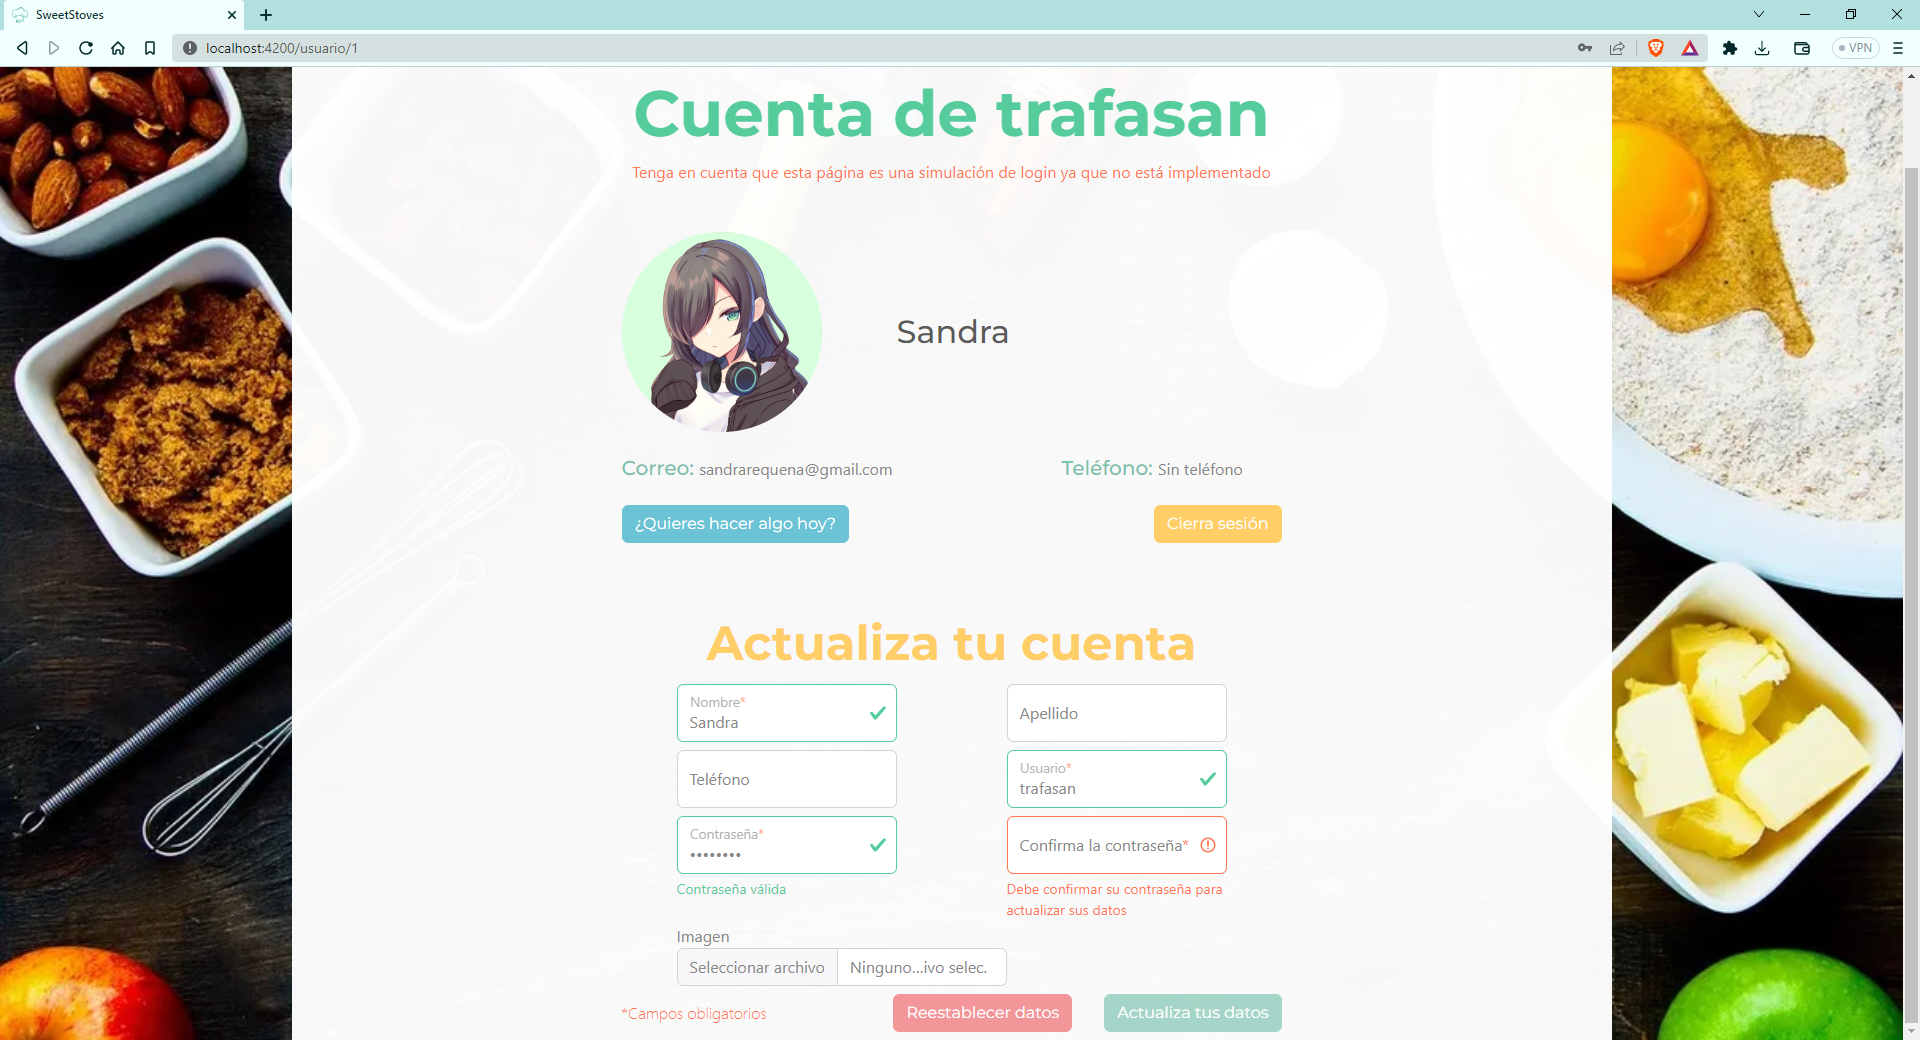 SweetStoves
localhost:4200/usuario/1
VPN
Cuenta de trafasan
Tenga en cuenta que esta página es una simulación de login ya que no está implementado
Sandra
Correo: sandrarequena@gmail.com
Teléfono: Sin teléfono
¿Quieres hacer algo hoy?
Cierra sesión
Actualiza tu cuenta
Nombre*
Sandra
Apellido
Teléfono
Usuario*
trafasan
Contraseña*
••••••••
Confirma la contraseña*
Contraseña válida
Debe confirmar su contraseña para
actualizar sus datos
Imagen
Seleccionar archivo
Ninguno...ivo selec.
*Campos obligatorios
Reestablecer datos
Actualiza tus datos